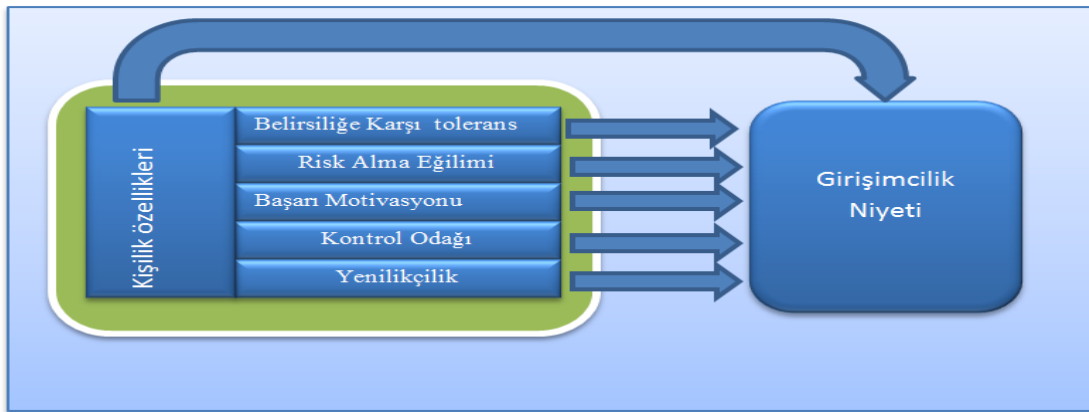 Kişilik özellikleri
Belirsiliğe Karşı tolerans
Risk Alma Eğilimi
Başarı Motivasyonu
Kontrol Odağı
Yenilikçilik
Girişimcilik
Niyeti